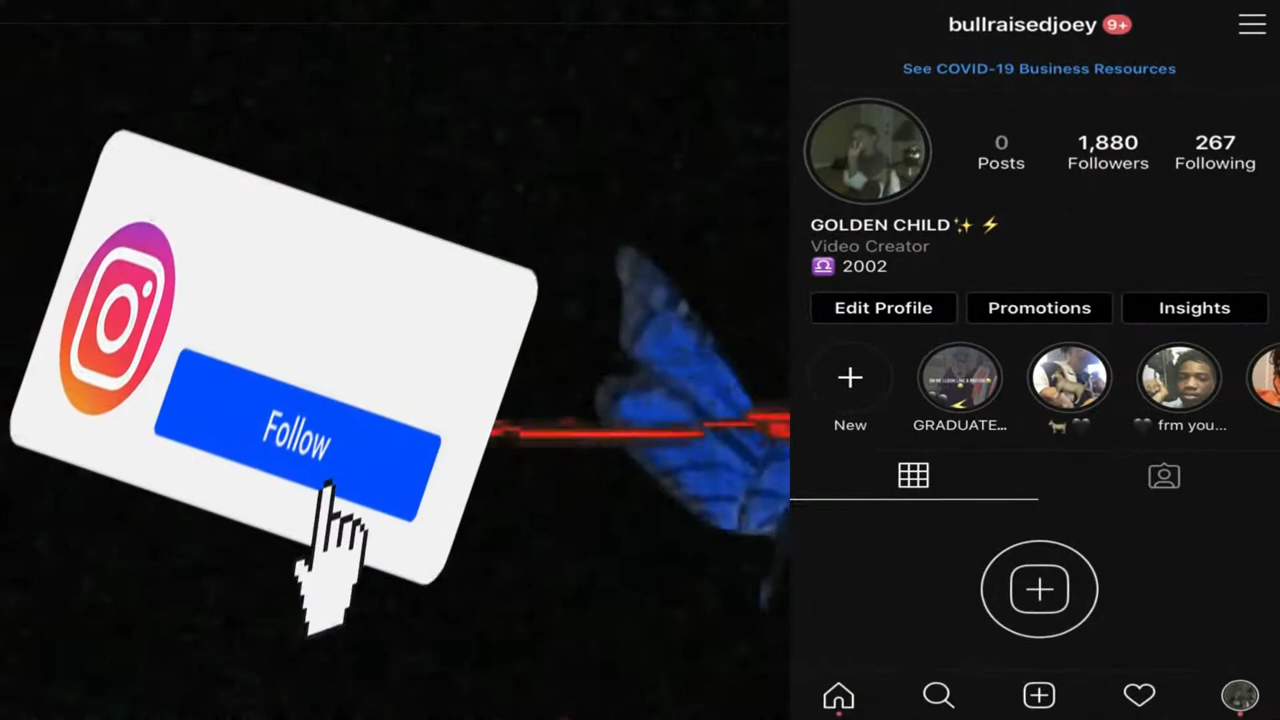 bullraisedjoey 9+
See COVID-19 Business Resources
0
Posts
1,880
Followers
267
Following
GOLDEN CHILD✨ ⚡
Video Creator
♎ 2002
Edit Profile
Promotions
Insights
New
GRADUATE...
🐐🖤
🖤 frm you...
Follow